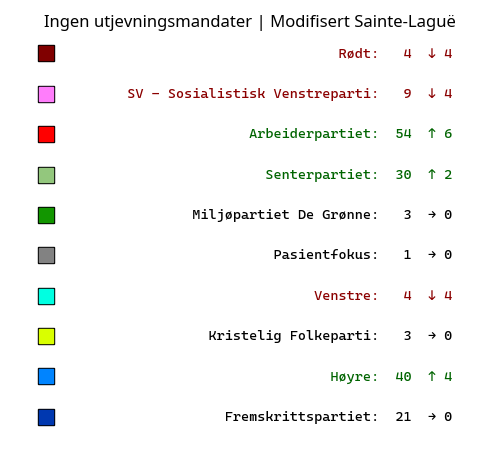 Ingen utjevningsmandater | Modifisert Sainte-Laguë
Rødt: 4 ↓ 4
SV - Sosialistisk Venstreparti: 9 ↓ 4
Arbeiderpartiet: 54 ↑ 6
Senterpartiet: 30 ↑ 2
Miljøpartiet De Grønne: 3 → 0
Pasientfokus: 1 → 0
Venstre: 4 ↓ 4
Kristelig Folkeparti: 3 → 0
Høyre: 40 ↑ 4
Fremskrittspartiet: 21 → 0